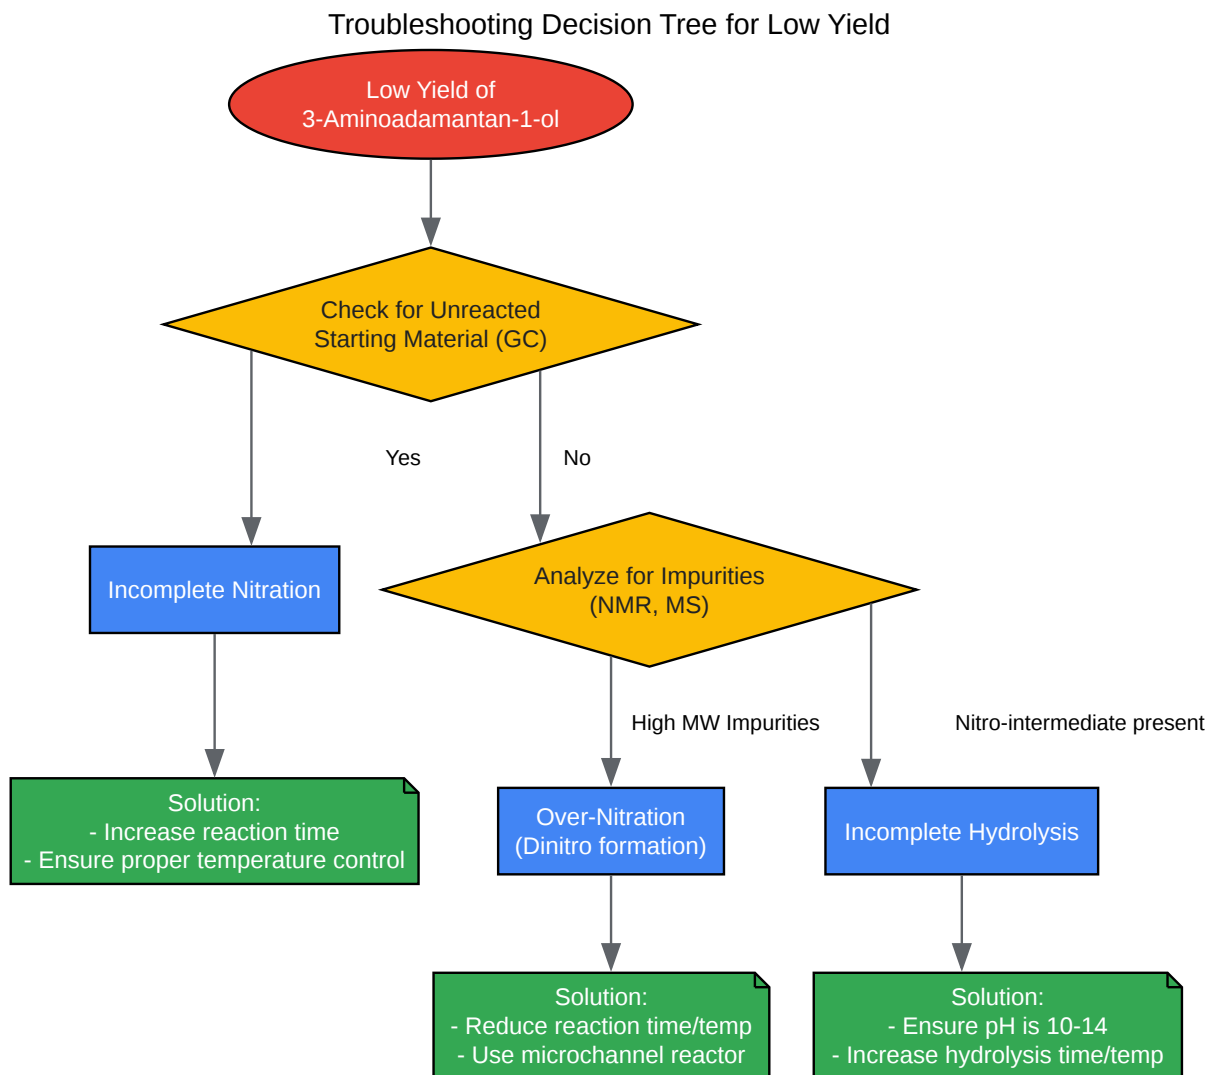 Troubleshooting Decision Tree for Low Yield
Low Yield of
3-Aminoadamantan-1-ol
Check for Unreacted
Starting Material (GC)
Yes
No
Incomplete Nitration
Analyze for Impurities
(NMR, MS)
High MW Impurities
Nitro-intermediate present
Solution:
- Increase reaction time
- Ensure proper temperature control
Over-Nitration
(Dinitro formation)
Incomplete Hydrolysis
Solution:
- Reduce reaction time/temp
- Use microchannel reactor
Solution:
- Ensure pH is 10-14
- Increase hydrolysis time/temp